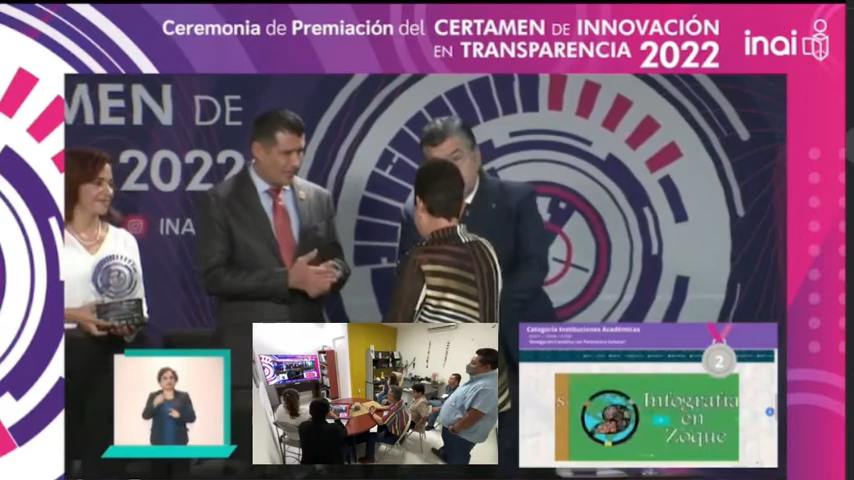 Ceremonia de Premiación del CERTAMEN DE INNOVACIÓN
EN TRANSPARENCIA 2022
inai
MEN DE
2022
INA
Categoría Instituciones Académicas
2
S Infografía
en
Zoque